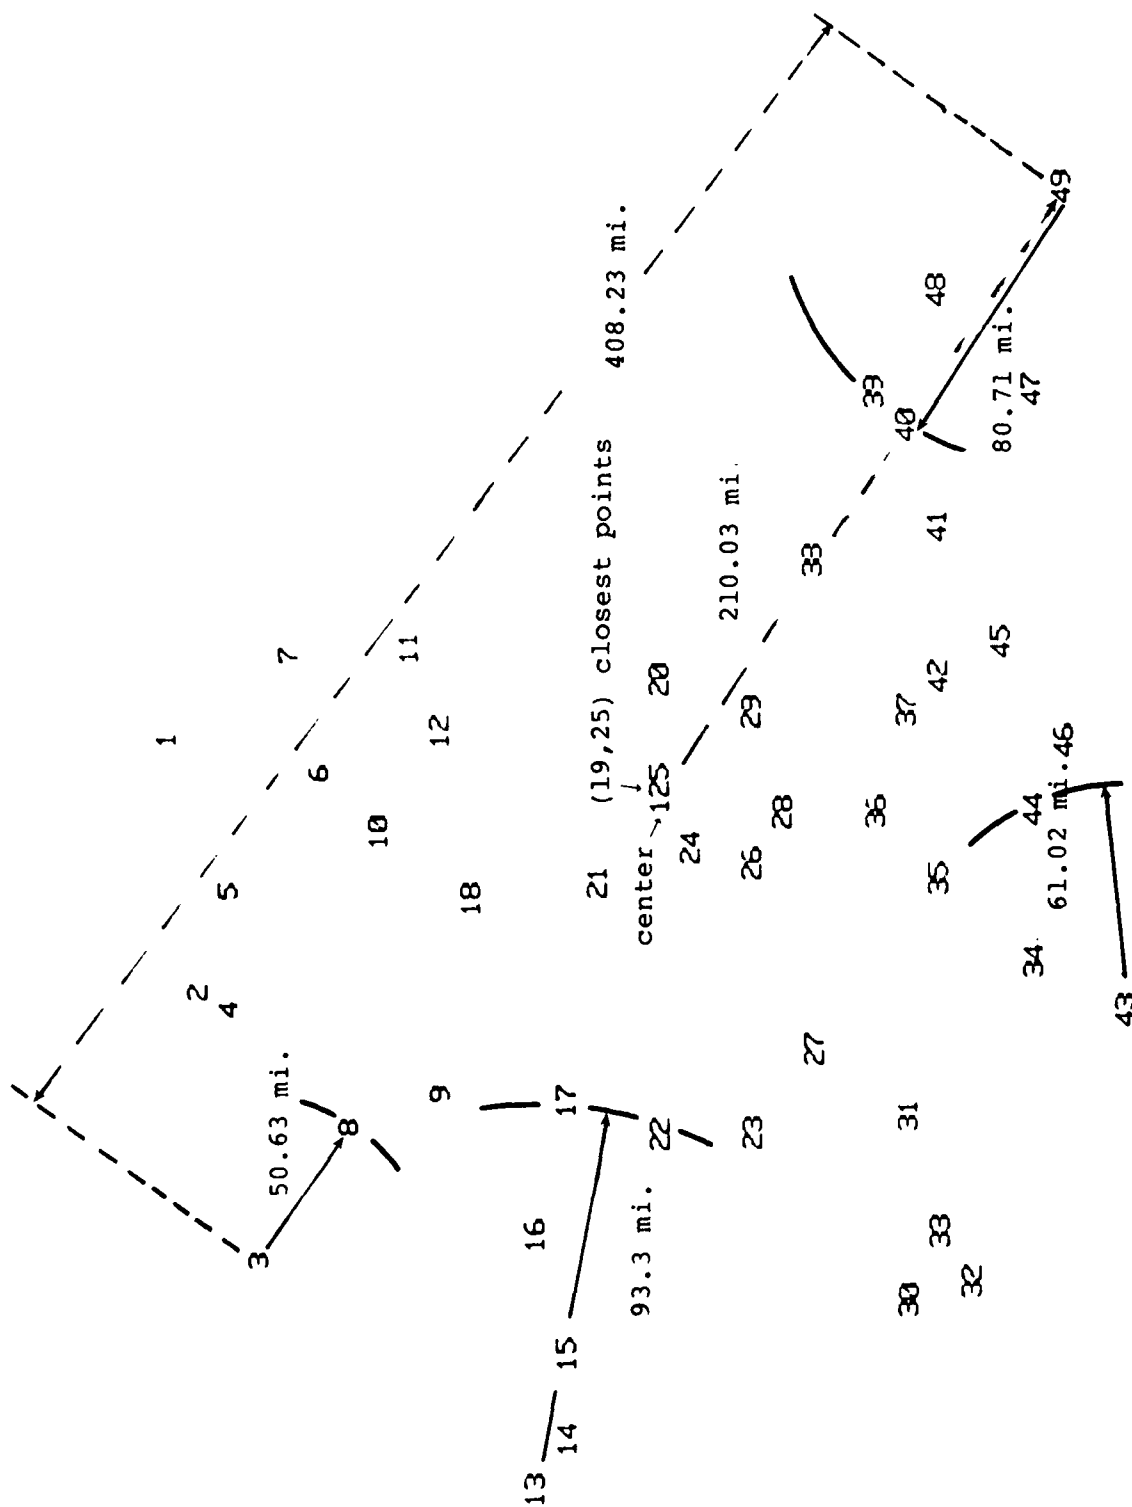 1
2
4 5
3
50.63 mi. 7
6
8
10
11
9 12
18
13 16
14 15 17
21
(19,25) closest points
408.23 mi.
93.3 mi. center
22 125 20
24
210.03 mi.
23 26 29
28
27 38
36 39
30 31 37 40
33 35 42 41 48
32
45 80.71 mi.
34 44 47
61.02 mi. 46 49
43